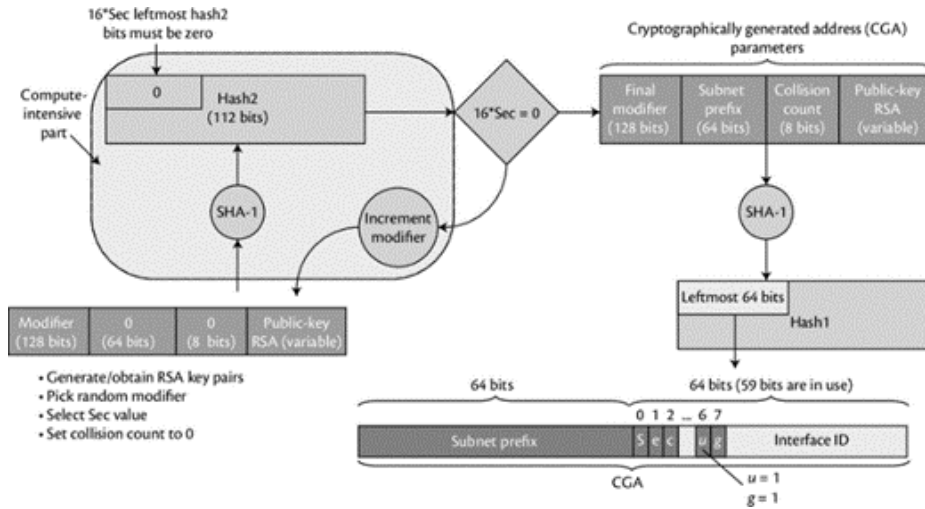 16*Sec leftmost hash2
bits must be zero
Compute-
intensive
part
0
Hash2
(112 bits)
16*Sec = 0
SHA-1
Increment
modifier
Modifier
(128 bits)
0
(64 bits)
0
(8 bits)
Public-key
RSA (variable)
• Generate/obtain RSA key pairs
• Pick random modifier
• Select Sec value
• Set collision count to 0
Cryptographically generated address (CGA)
parameters
Final
modifier
(128 bits)
Subnet
prefix
(64 bits)
Collision
count
(8 bits)
Public-key
RSA
(variable)
SHA-1
Leftmost 64 bits
Hash1
64 bits
64 bits (59 bits are in use)
0 1 2 ... 6 7
Subnet prefix
S e c
u g
Interface ID
CGA
u = 1
g = 1